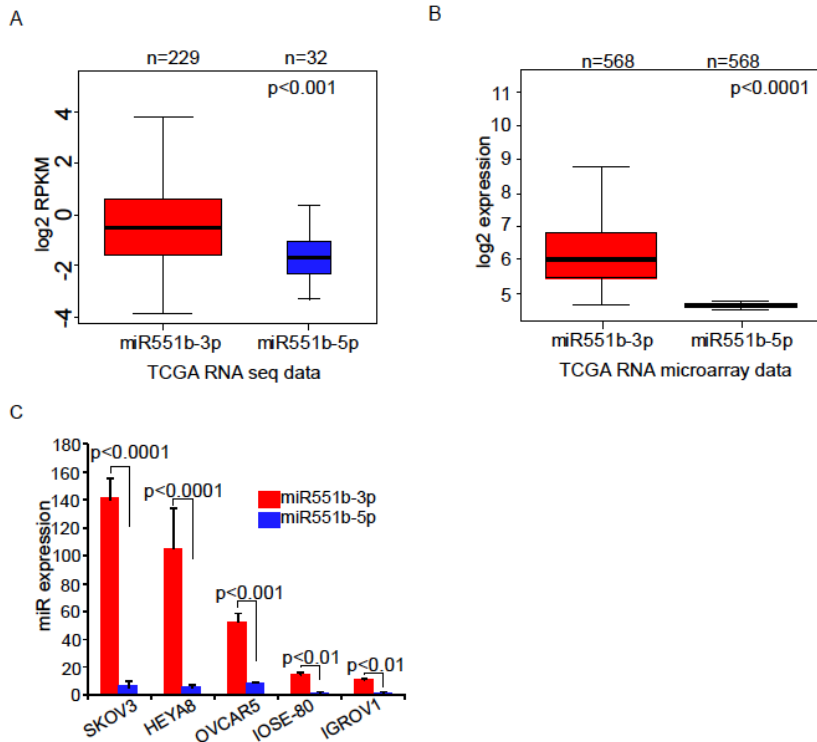 A
n=229 n=32
p<0.001
log2 RPKM
4
2
0
-2
-4
miR551b-3p miR551b-5p
TCGA RNA seq data
B
n=568 n=568
p<0.0001
log2 expression
11
10
9
8
7
6
5
miR551b-3p miR551b-5p
TCGA RNA microarray data
C
miR expression
180
160
140
120
100
80
60
40
20
0
p<0.0001
p<0.0001
p<0.001
p<0.01
p<0.01
miR551b-3p
miR551b-5p
SKOV3 HEYA8 OVCAR5 IOSE-80 IGROV1